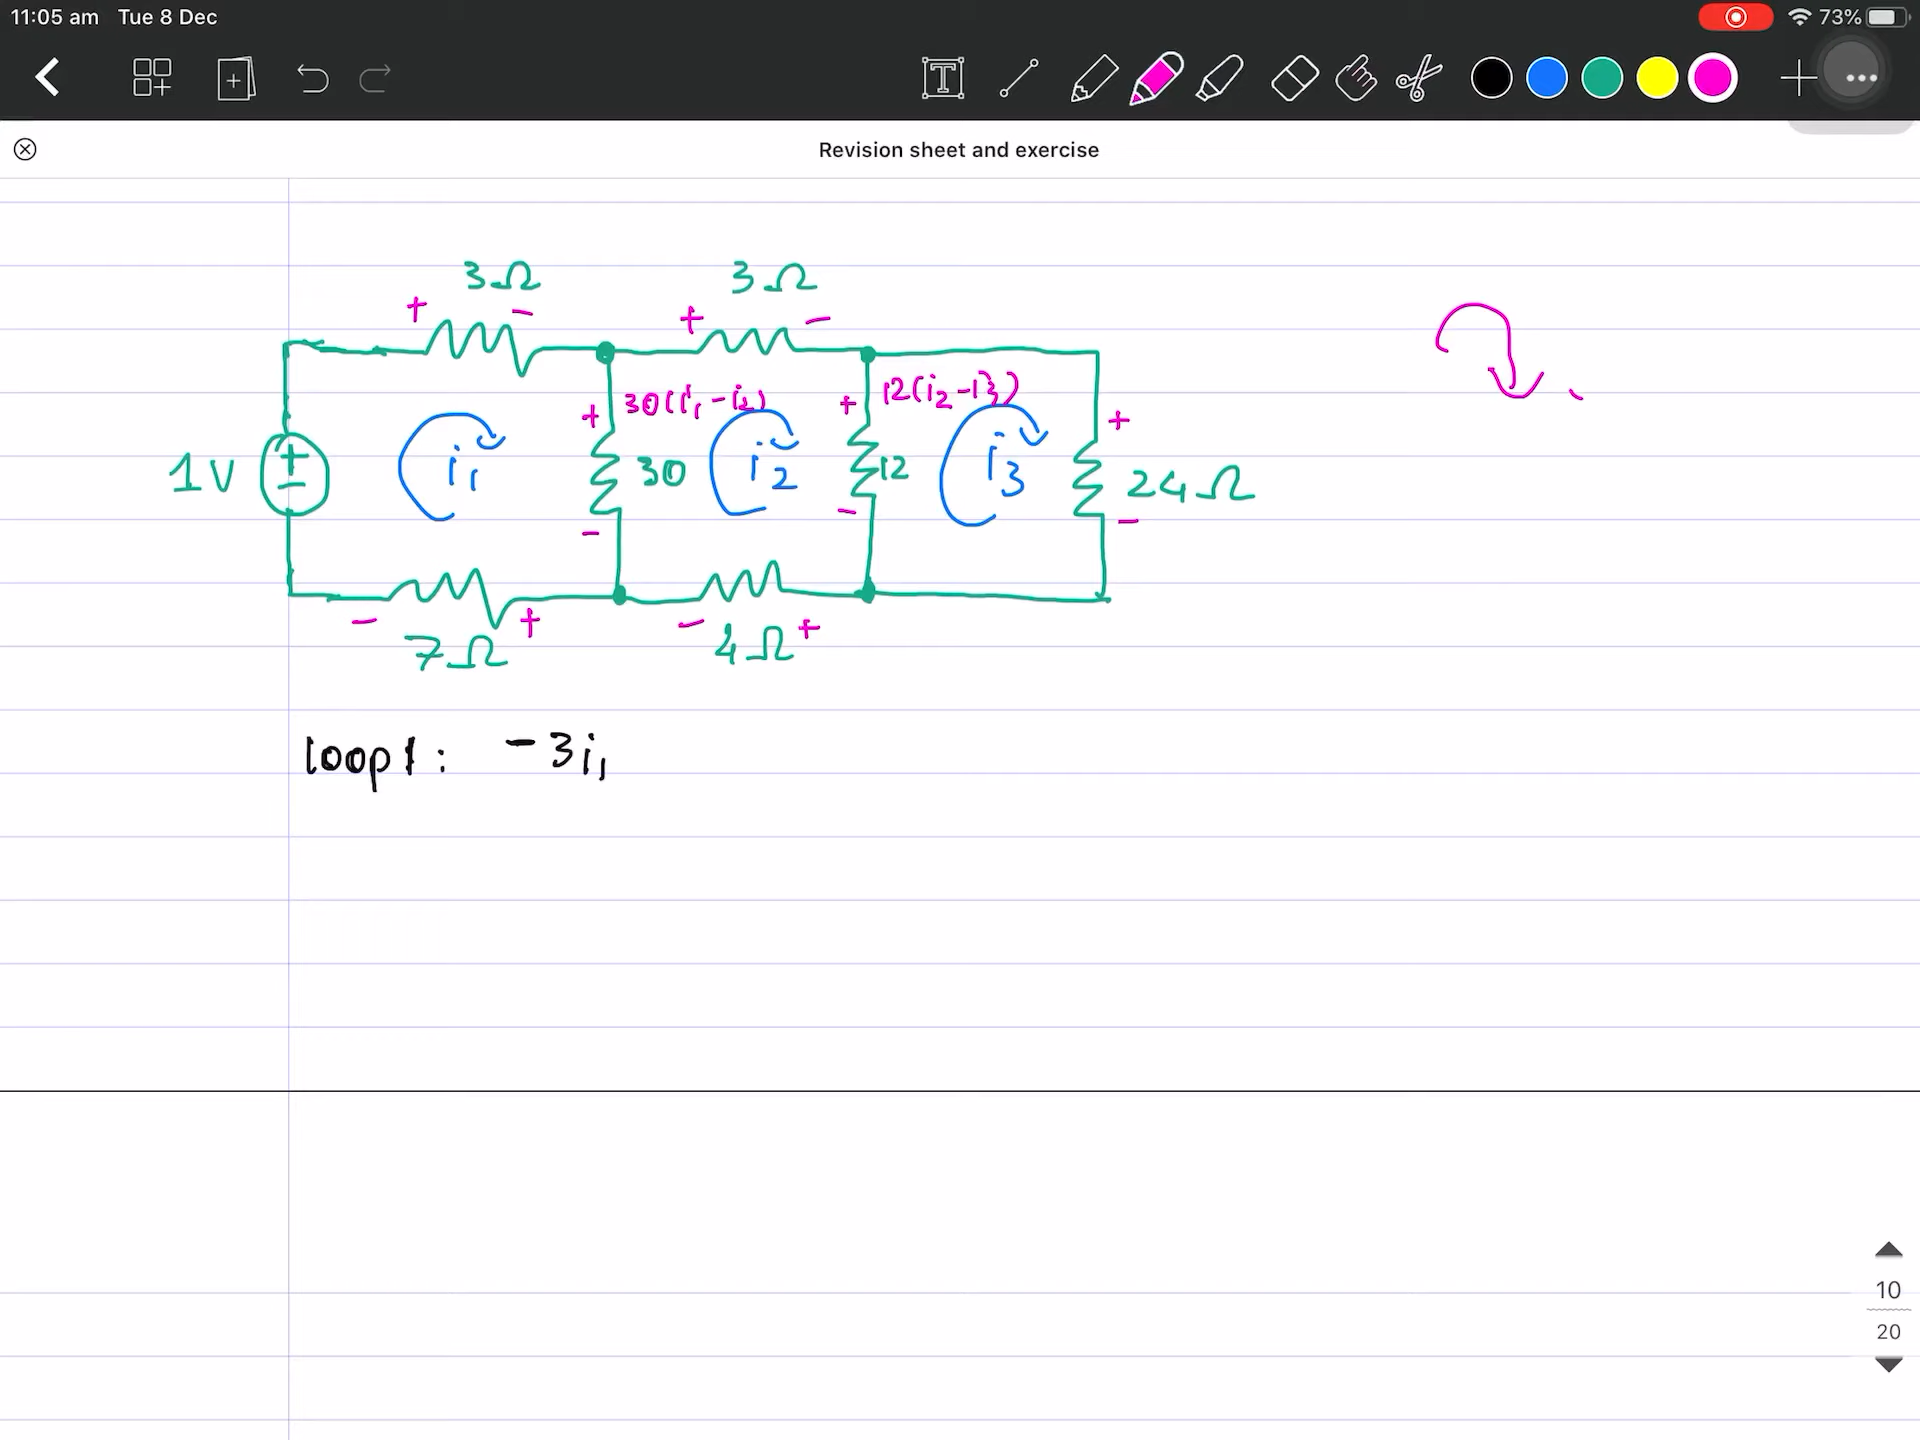 11:05 am Tue 8 Dec
73%
T
Revision sheet and exercise
3Ω 3Ω
+ - + -
30(i₁-i₂) 12(i₂-i3)
+ + +
1V + - i₁ 30 i2 12 i3 24Ω
- - -
- + - +
7Ω 4Ω
loop1: -3i₁
10
20